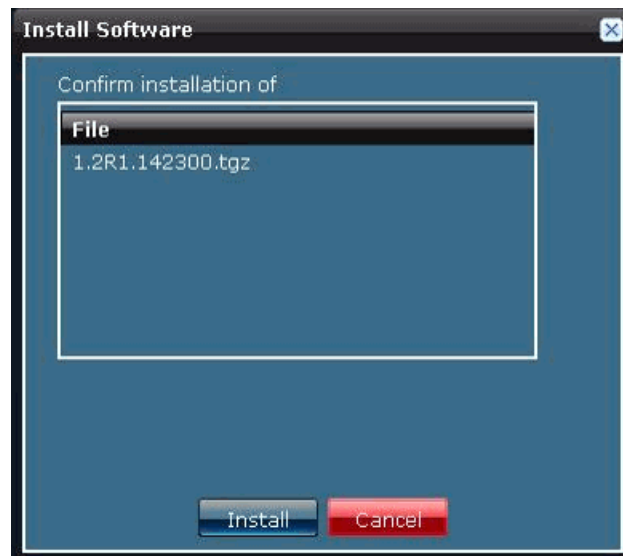 Install Software
Confirm installation of
File
1.2R1.142300.tgz
Install
Cancel